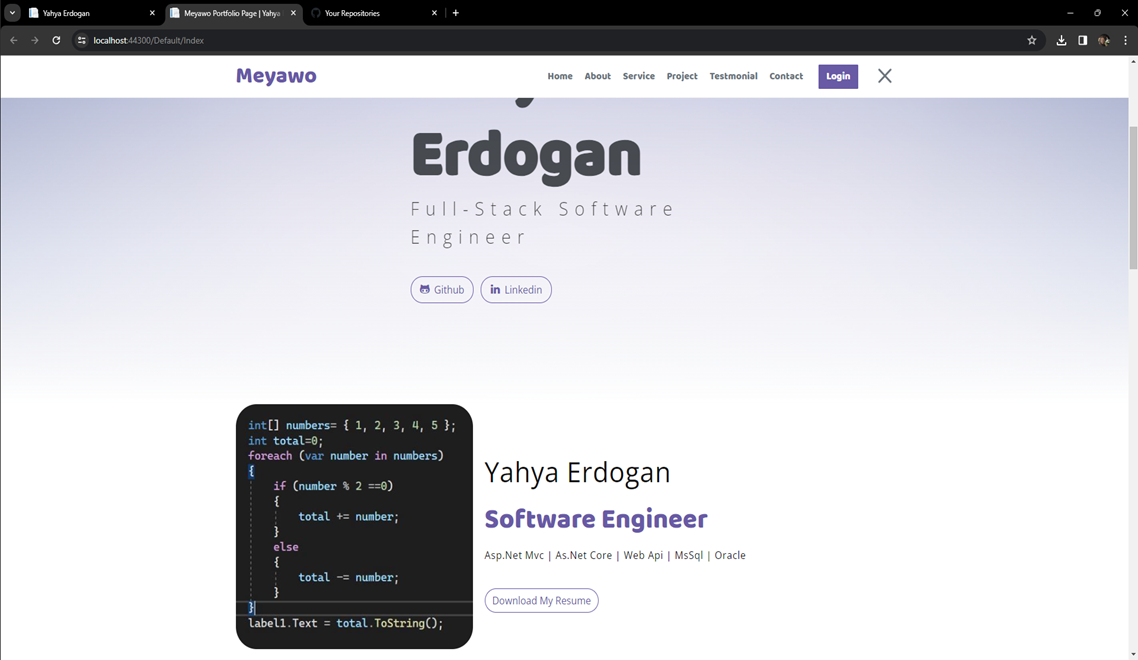 Yahya Erdogan
Meyawo Portfolio Page | Yahya
Your Repositories
localhost:44300/Default/Index
Meyawo
Home About Service Project Testmonial Contact Login
Erdogan
Full-Stack Software
Engineer
Github Linkedin
int[] numbers= { 1, 2, 3, 4, 5 };
int total=0;
foreach (var number in numbers)
{
if (number % 2 ==0)
{
total += number;
}
else
{
total -= number;
}
}
label1.Text = total.ToString();
Yahya Erdogan
Software Engineer
Asp.Net Mvc | As.Net Core | Web Api | MsSql | Oracle
Download My Resume